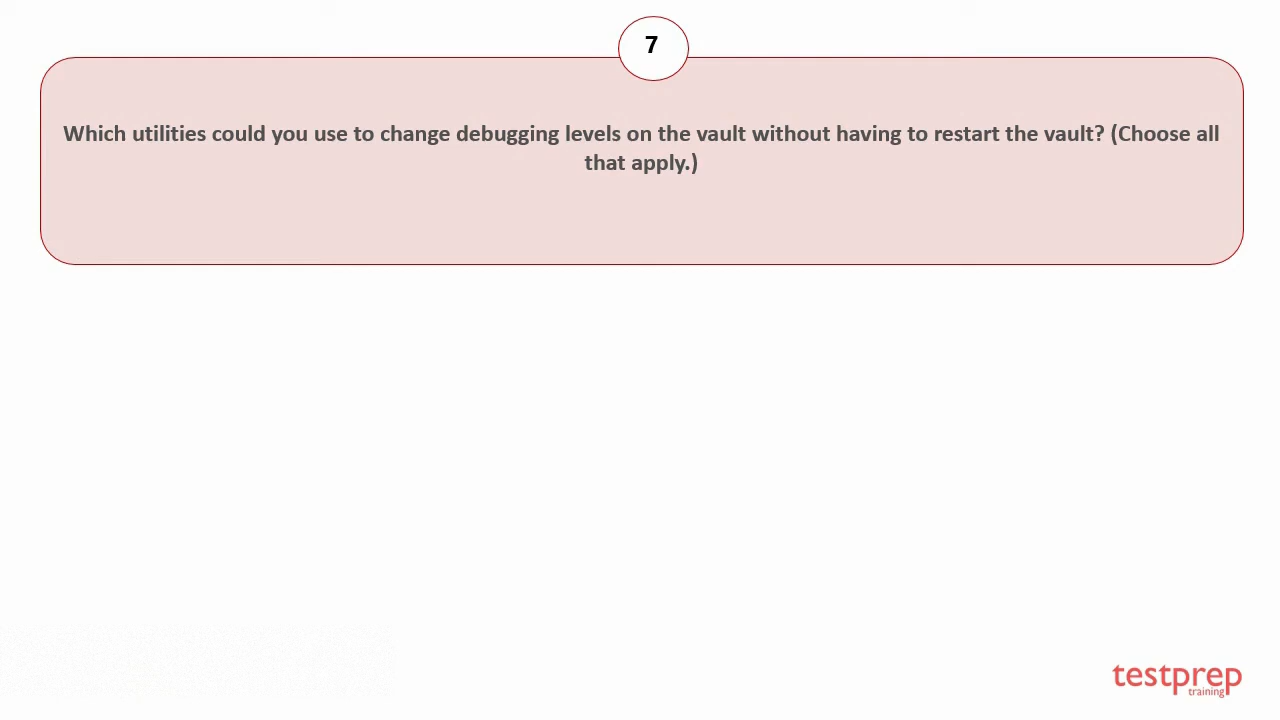 7
Which utilities could you use to change debugging levels on the vault without having to restart the vault? (Choose all
that apply.)
testprep
training